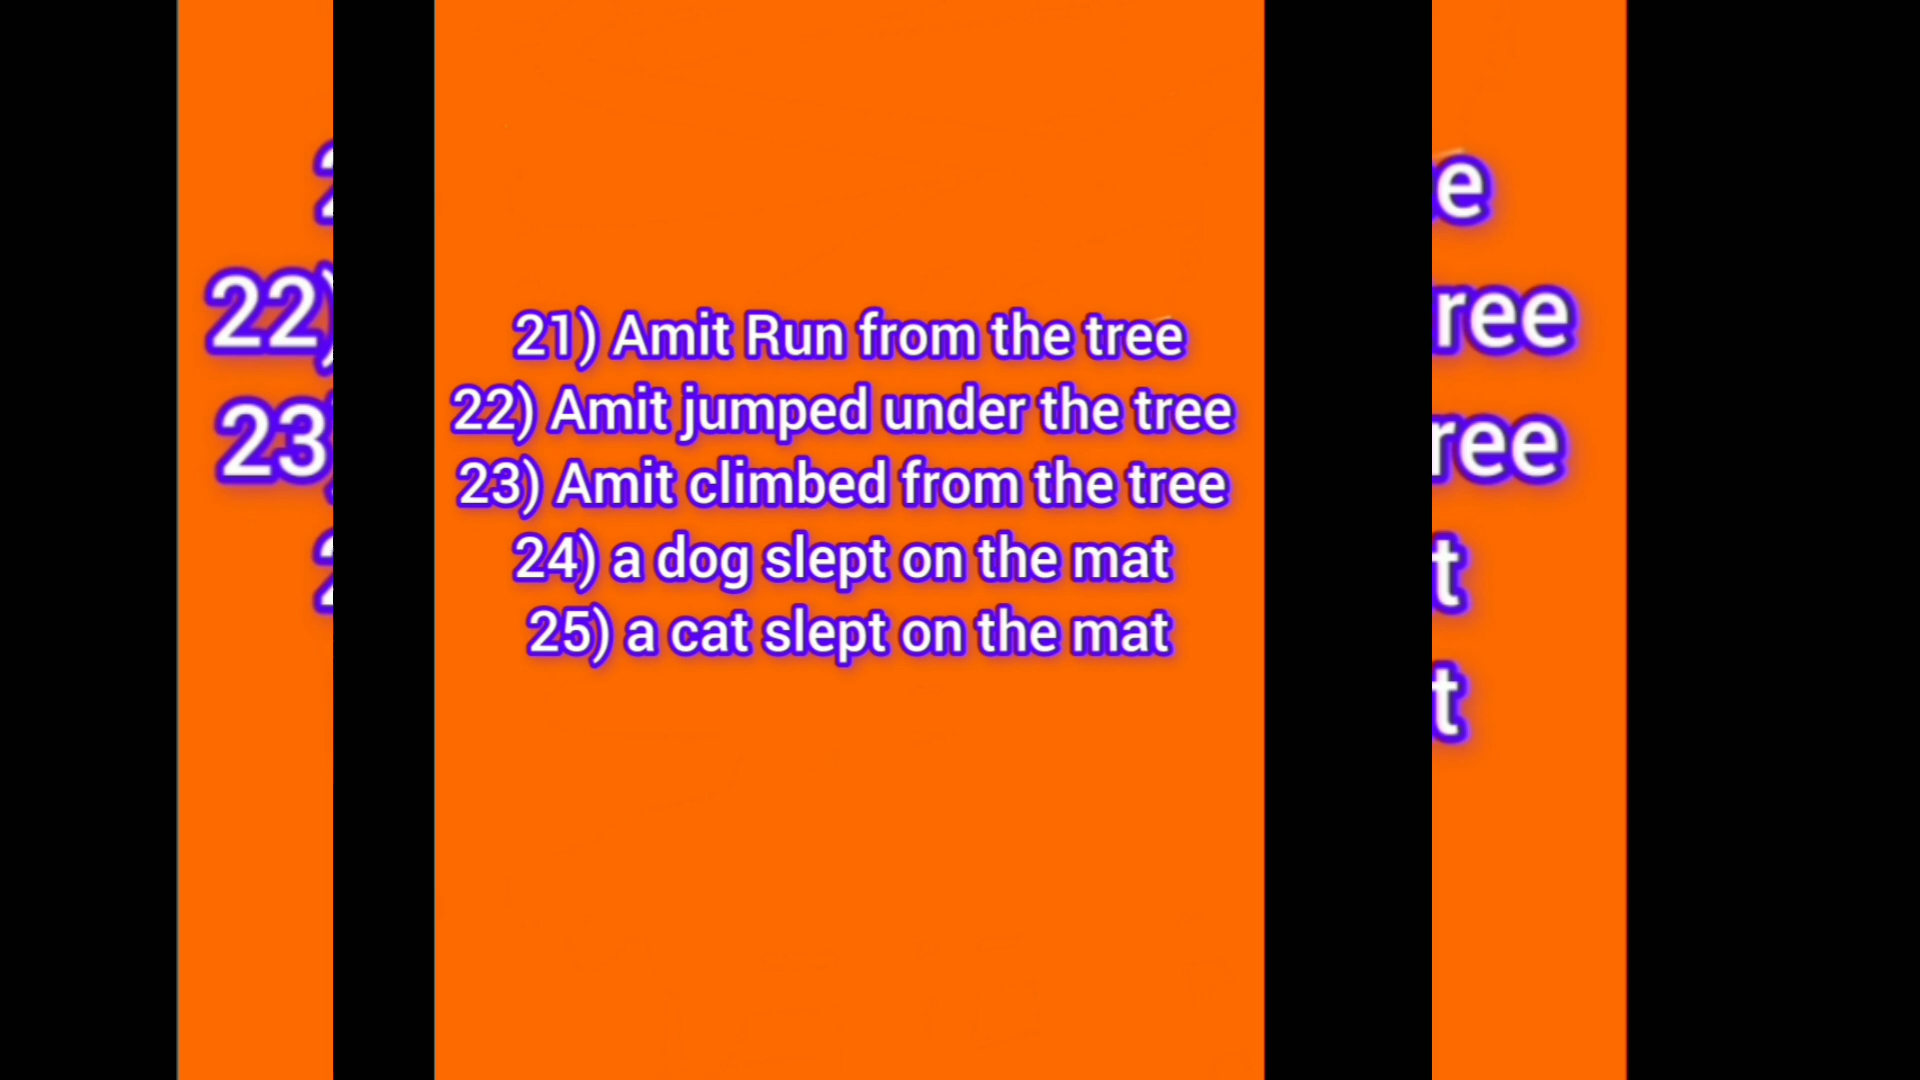 21) Amit Run from the tree
22) Amit jumped under the tree
23) Amit climbed from the tree
24) a dog slept on the mat
25) a cat slept on the mat